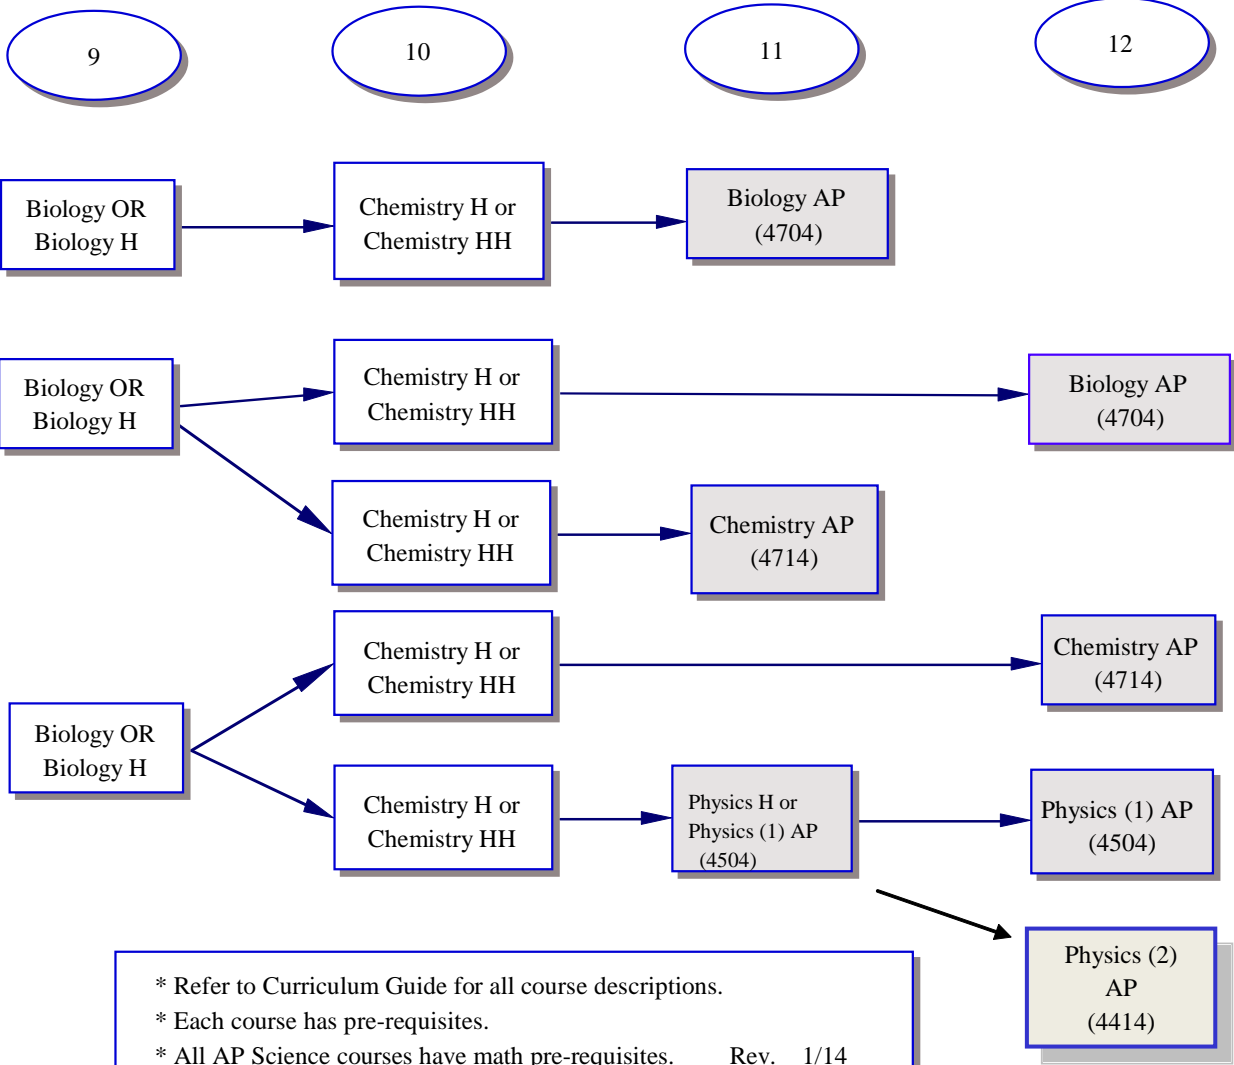 9
10
11
12
Biology OR
Biology H
Chemistry H or
Chemistry HH
Biology AP
(4704)
Biology OR
Biology H
Chemistry H or
Chemistry HH
Biology AP
(4704)
Chemistry H or
Chemistry HH
Chemistry AP
(4714)
Biology OR
Biology H
Chemistry H or
Chemistry HH
Chemistry AP
(4714)
Chemistry H or
Chemistry HH
Physics H or
Physics (1) AP
(4504)
Physics (1) AP
(4504)
Physics (2)
AP
(4414)
* Refer to Curriculum Guide for all course descriptions.
* Each course has pre-requisites.
* All AP Science courses have math pre-requisites. Rev. 1/14